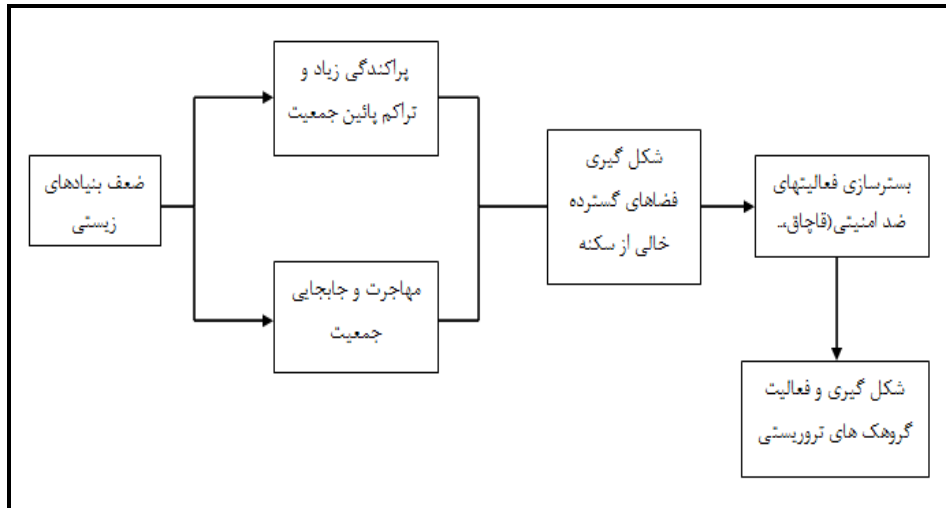 ضعف بنیادهای
زیستی
پراکندگی زیاد و
تراکم پائین جمعیت
مهاجرت و جابجایی
جمعیت
شکل گیری
فضاهای گسترده
خالی از سکنه
بسترسازی فعالیتهای
ضد امنیتی(قاچاق،..
شکل گیری و فعالیت
گروهک های تروریستی